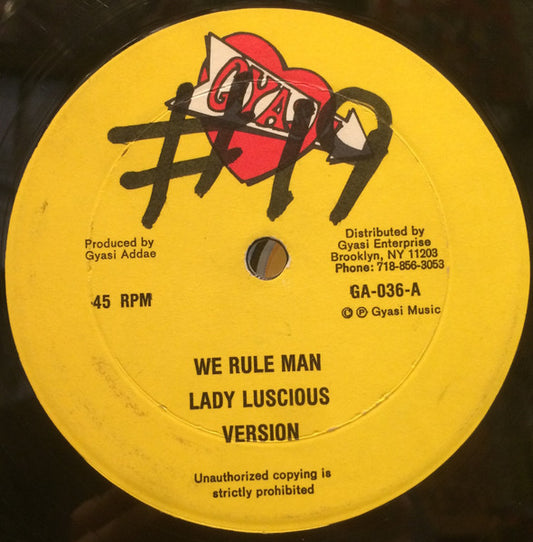 GYASI
#19
Produced by
Gyasi Addae
45 RPM
Distributed by
Gyasi Enterprise
Brooklyn, NY 11203
Phone: 718-856-3053
GA-036-A
© ℗ Gyasi Music
WE RULE MAN
LADY LUSCIOUS
VERSION
Unauthorized copying is
strictly prohibited